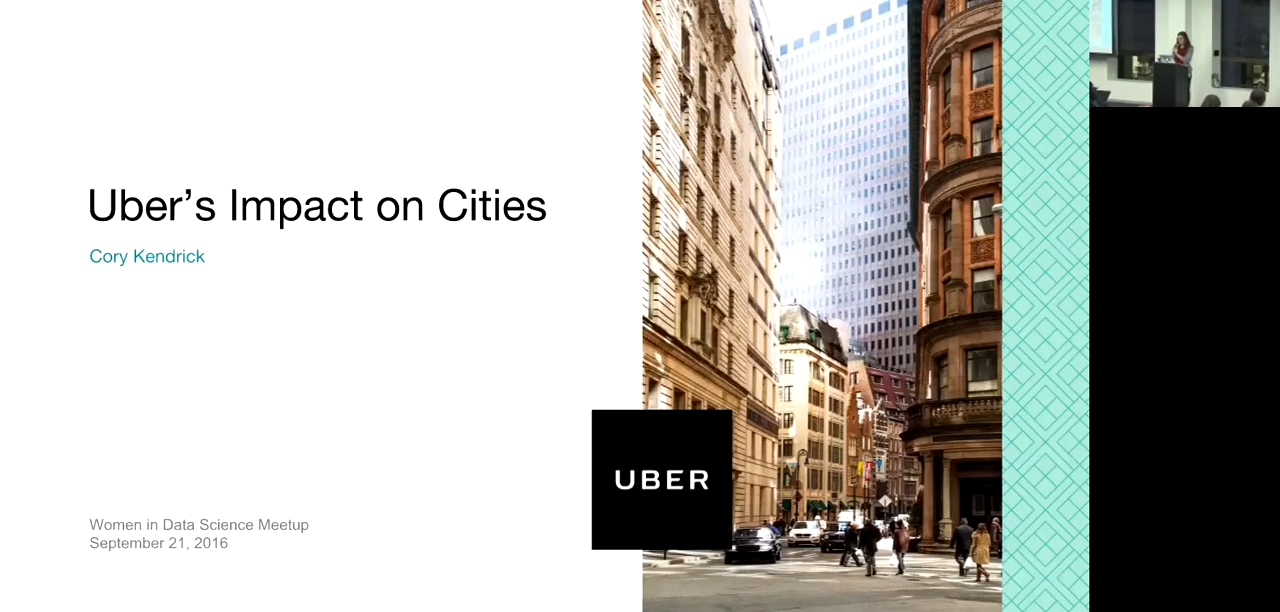 Uber’s Impact on Cities
Cory Kendrick
UBER
Women in Data Science Meetup
September 21, 2016